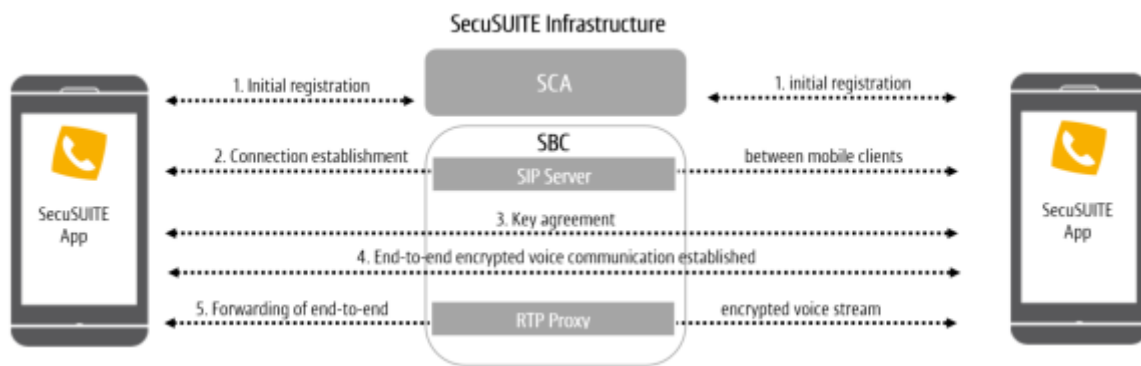 SecuSUITE Infrastructure
SCA
1. Initial registration
1. initial registration
SBC
2. Connection establishment
between mobile clients
SIP Server
3. Key agreement
SecuSUITE
App
SecuSUITE
App
4. End-to-end encrypted voice communication established
5. Forwarding of end-to-end
encrypted voice stream
RTP Proxy